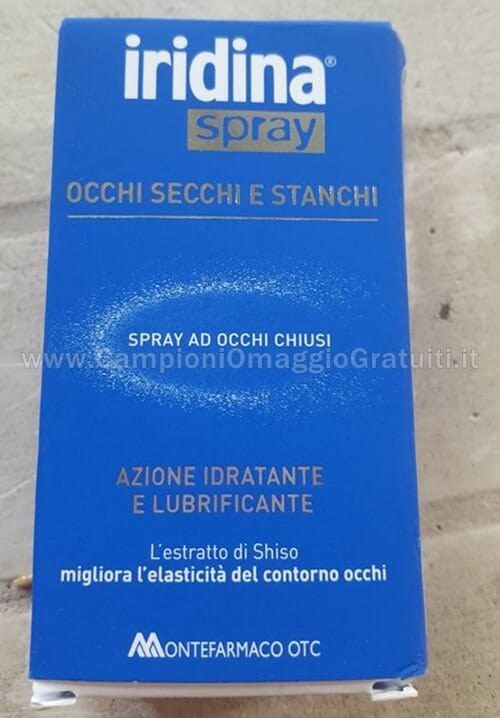 iridina®
spray
OCCHI SECCHI E STANCHI
SPRAY AD OCCHI CHIUSI
www.CampioniOmaggioGratuiti.it
AZIONE IDRATANTE
E LUBRIFICANTE
L'estratto di Shiso
migliora l'elasticità del contorno occhi
MONTEFARMACO OTC